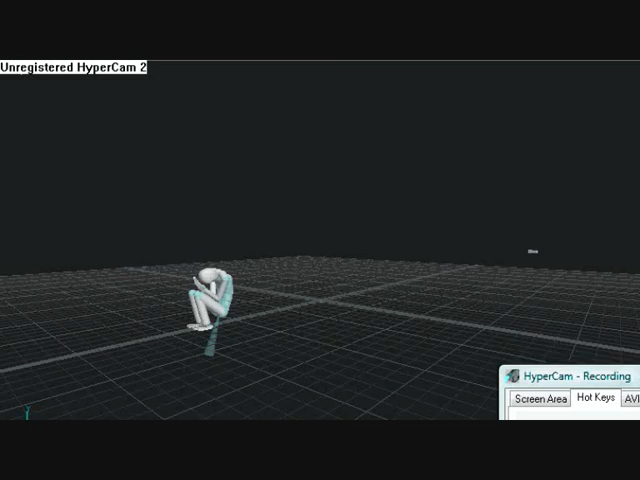 Unregistered HyperCam 2
HyperCam - Recording
Screen Area Hot Keys AVI
Y